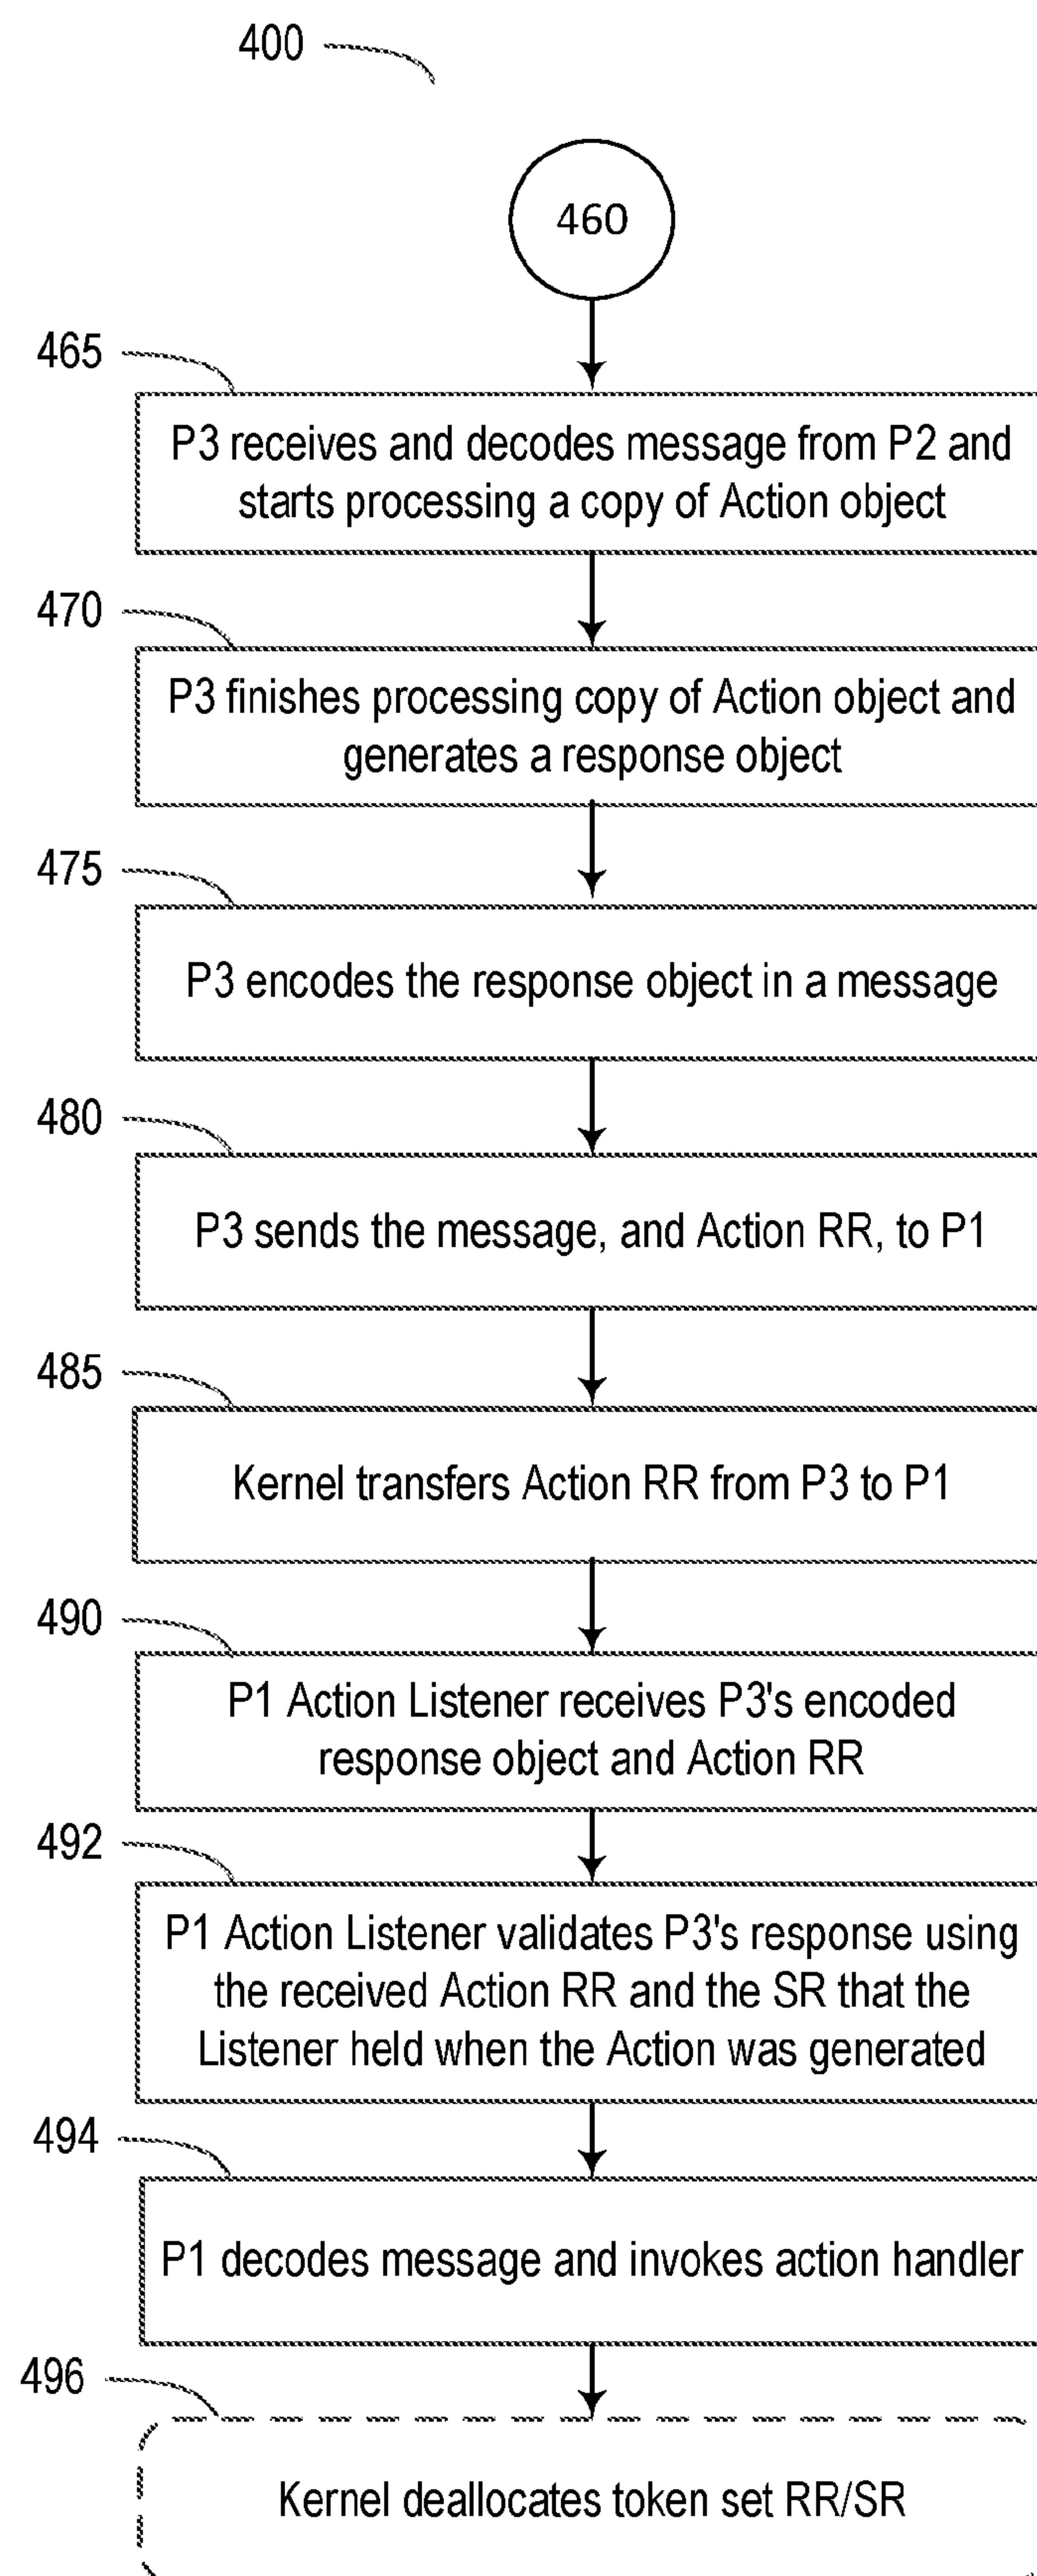 400
460
465
P3 receives and decodes message from P2 and
starts processing a copy of Action object
470
P3 finishes processing copy of Action object and
generates a response object
475
P3 encodes the response object in a message
480
P3 sends the message, and Action RR, to P1
485
Kernel transfers Action RR from P3 to P1
490
P1 Action Listener receives P3's encoded
response object and Action RR
492
P1 Action Listener validates P3's response using
the received Action RR and the SR that the
Listener held when the Action was generated
494
P1 decodes message and invokes action handler
496
Kernel deallocates token set RR/SR